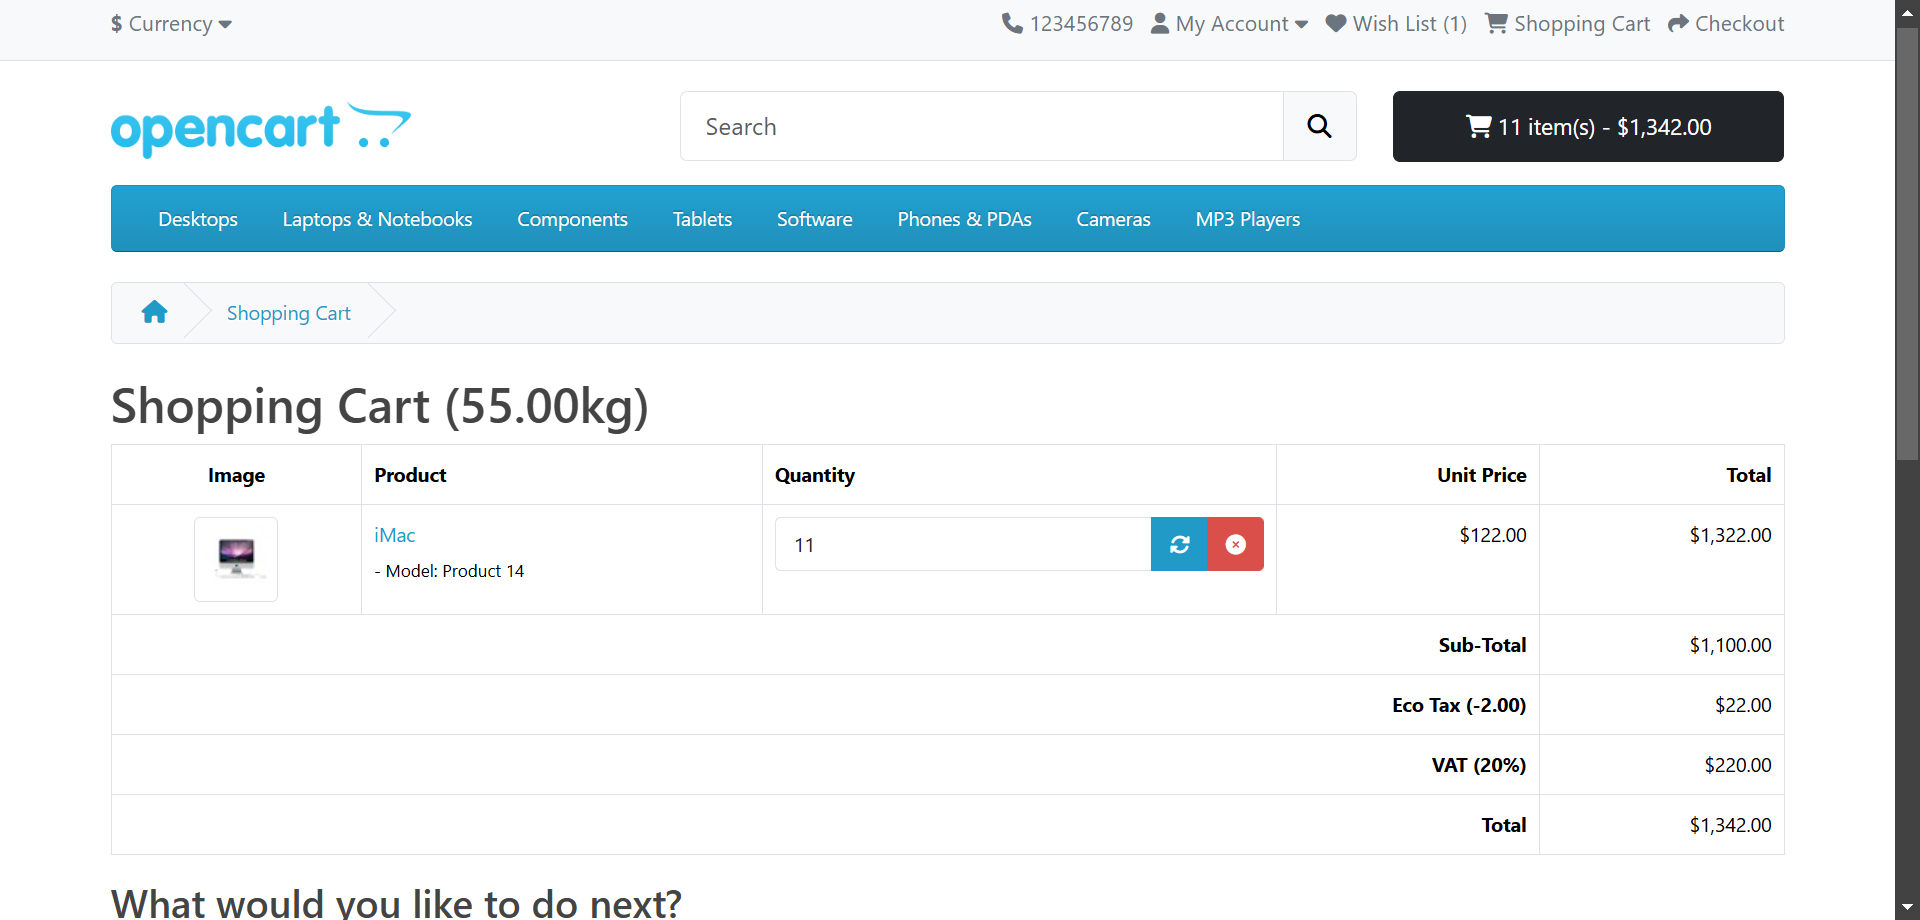 $ Currency
123456789 My Account Wish List (1) Shopping Cart Checkout
opencart
Search
11 item(s) - $1,342.00
Desktops Laptops & Notebooks Components Tablets Software Phones & PDAs Cameras MP3 Players
Shopping Cart
Shopping Cart (55.00kg)
Image Product Quantity Unit Price Total
iMac 11 $122.00 $1,322.00
- Model: Product 14
Sub-Total $1,100.00
Eco Tax (-2.00) $22.00
VAT (20%) $220.00
Total $1,342.00
What would you like to do next?